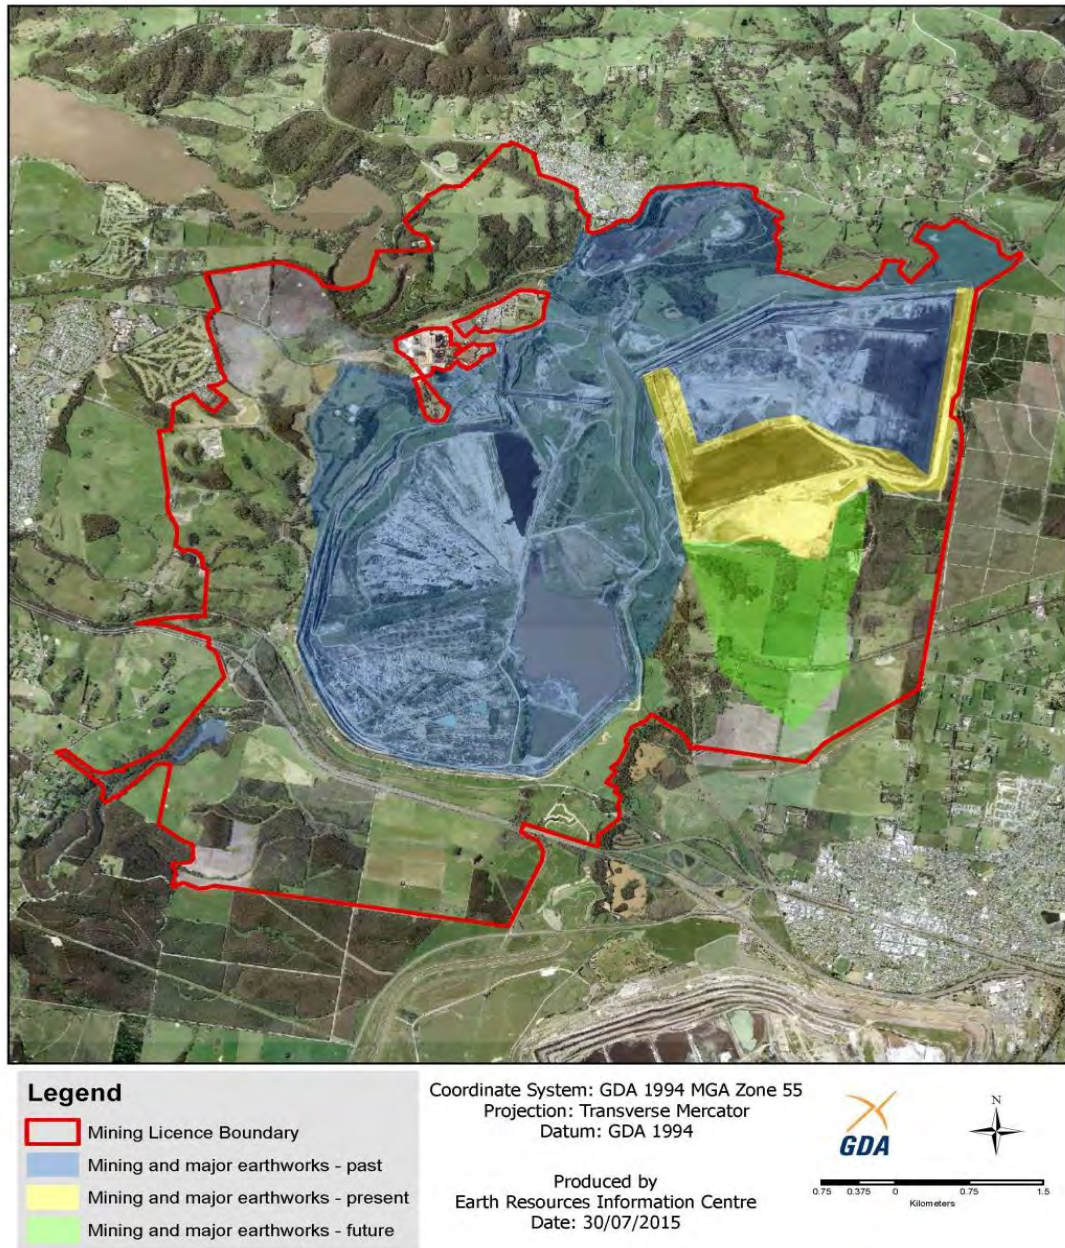 Legend
Mining Licence Boundary
Mining and major earthworks - past
Mining and major earthworks - present
Mining and major earthworks - future
Coordinate System: GDA 1994 MGA Zone 55
Projection: Transverse Mercator
Datum: GDA 1994
Produced by
Earth Resources Information Centre
Date: 30/07/2015
GDA
N
0.75 0.375 0 0.75 1.5
Kilometers